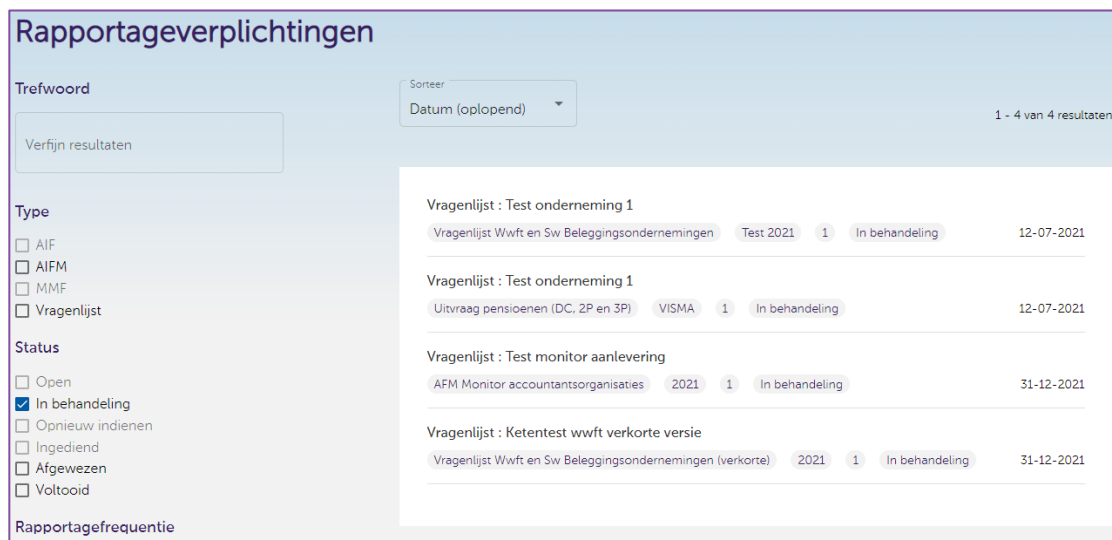 Rapportageverplichtingen
Trefwoord
Verfijn resultaten
Type
AIF
AIFM
MMF
Vragenlijst
Status
Open
In behandeling
Opnieuw indienen
Ingediend
Afgewezen
Voltooid
Rapportagefrequentie
Sorteer
Datum (oplopend)
1 - 4 van 4 resultaten
Vragenlijst : Test onderneming 1
Vragenlijst Wwft en Sw Beleggingsondernemingen Test 2021 1 In behandeling 12-07-2021
Vragenlijst : Test onderneming 1
Uitvraag pensioenen (DC, 2P en 3P) VISMA 1 In behandeling 12-07-2021
Vragenlijst : Test monitor aanlevering
AFM Monitor accountantsorganisaties 2021 1 In behandeling 31-12-2021
Vragenlijst : Ketentest wwft verkorte versie
Vragenlijst Wwft en Sw Beleggingsondernemingen (verkorte) 2021 1 In behandeling 31-12-2021